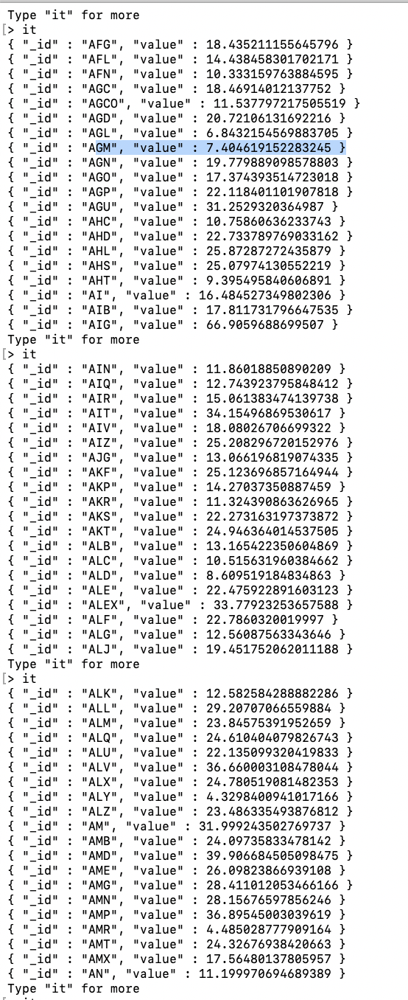 Type "it" for more
[> it
{ "_id" : "AFG", "value" : 18.435211155645796 }
{ "_id" : "AFL", "value" : 14.438458301702171 }
{ "_id" : "AFN", "value" : 10.333159763884595 }
{ "_id" : "AGC", "value" : 18.46914012137752 }
{ "_id" : "AGCO", "value" : 11.537797217505519 }
{ "_id" : "AGD", "value" : 20.72106131692216 }
{ "_id" : "AGL", "value" : 6.8432154569883705 }
{ "_id" : "AGM", "value" : 7.404619152283245 }
{ "_id" : "AGN", "value" : 19.779889098578803 }
{ "_id" : "AGO", "value" : 17.374393514723018 }
{ "_id" : "AGP", "value" : 22.118401101907818 }
{ "_id" : "AGU", "value" : 31.2529320364987 }
{ "_id" : "AHC", "value" : 10.75860636233743 }
{ "_id" : "AHD", "value" : 22.733789769033162 }
{ "_id" : "AHL", "value" : 25.87287272435879 }
{ "_id" : "AHS", "value" : 25.07974130552219 }
{ "_id" : "AHT", "value" : 9.395495840606891 }
{ "_id" : "AI", "value" : 16.484527349802306 }
{ "_id" : "AIB", "value" : 17.811731796647535 }
{ "_id" : "AIG", "value" : 66.9059688699507 }
Type "it" for more
[> it
{ "_id" : "AIN", "value" : 11.86018850890209 }
{ "_id" : "AIQ", "value" : 12.743923795848412 }
{ "_id" : "AIR", "value" : 15.061383474139738 }
{ "_id" : "AIT", "value" : 34.15496869530617 }
{ "_id" : "AIV", "value" : 18.08026706699322 }
{ "_id" : "AIZ", "value" : 25.208296720152976 }
{ "_id" : "AJG", "value" : 13.066196819074335 }
{ "_id" : "AKF", "value" : 25.123696857164944 }
{ "_id" : "AKP", "value" : 14.27037350887459 }
{ "_id" : "AKR", "value" : 11.324390863626965 }
{ "_id" : "AKS", "value" : 22.273163197373872 }
{ "_id" : "AKT", "value" : 24.946364014537505 }
{ "_id" : "ALB", "value" : 13.165422350604869 }
{ "_id" : "ALC", "value" : 10.515631960384662 }
{ "_id" : "ALD", "value" : 8.609519184834863 }
{ "_id" : "ALE", "value" : 22.475922891603123 }
{ "_id" : "ALEX", "value" : 33.77923253657588 }
{ "_id" : "ALF", "value" : 22.7860320019997 }
{ "_id" : "ALG", "value" : 12.56087563343646 }
{ "_id" : "ALJ", "value" : 19.451752062011188 }
Type "it" for more
[> it
{ "_id" : "ALK", "value" : 12.582584288882286 }
{ "_id" : "ALL", "value" : 29.20707066559884 }
{ "_id" : "ALM", "value" : 23.84575391952659 }
{ "_id" : "ALQ", "value" : 24.610404079826743 }
{ "_id" : "ALU", "value" : 22.135099320419833 }
{ "_id" : "ALV", "value" : 36.660003108478044 }
{ "_id" : "ALX", "value" : 24.780519081482353 }
{ "_id" : "ALY", "value" : 4.3298400941017166 }
{ "_id" : "ALZ", "value" : 23.486335493876812 }
{ "_id" : "AM", "value" : 31.999243502769737 }
{ "_id" : "AMB", "value" : 24.09735833478142 }
{ "_id" : "AMD", "value" : 39.906684505098475 }
{ "_id" : "AME", "value" : 26.09823866939108 }
{ "_id" : "AMG", "value" : 28.411012053466166 }
{ "_id" : "AMN", "value" : 28.15676597856246 }
{ "_id" : "AMP", "value" : 36.89545003039619 }
{ "_id" : "AMR", "value" : 4.485028777909164 }
{ "_id" : "AMT", "value" : 24.32676938420663 }
{ "_id" : "AMX", "value" : 17.56480137805957 }
{ "_id" : "AN", "value" : 11.199970694689389 }
Type "it" for more